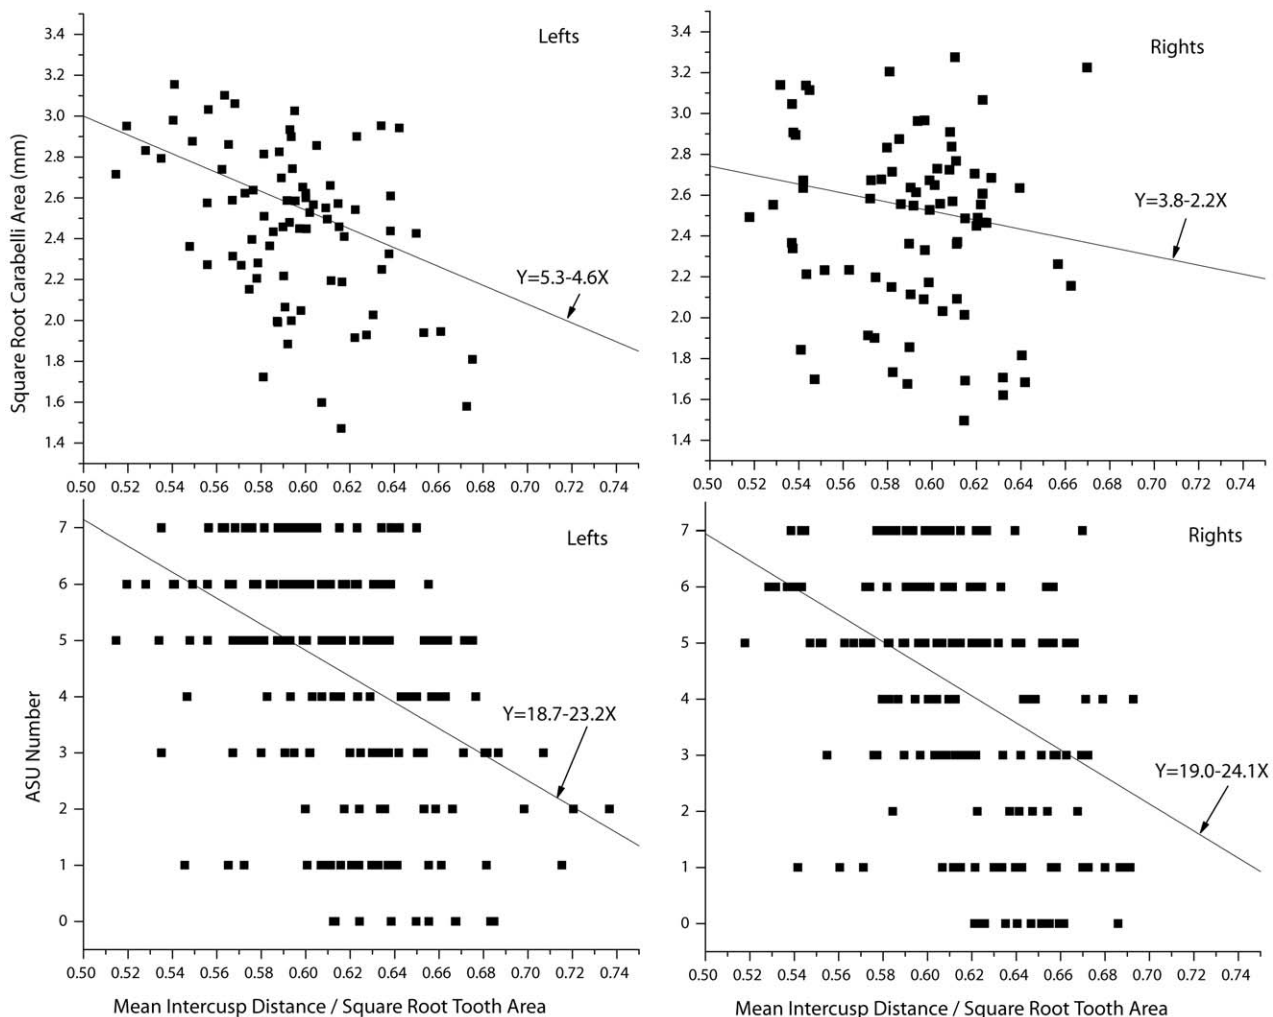 Lefts
3.4
3.2
3.0
2.8
2.6
2.4
2.2
2.0
1.8
1.6
1.4
Square Root Carabelli Area (mm)
Y=5.3-4.6X
0.50 0.52 0.54 0.56 0.58 0.60 0.62 0.64 0.66 0.68 0.70 0.72 0.74
Rights
3.4
3.2
3.0
2.8
2.6
2.4
2.2
2.0
1.8
1.6
1.4
Y=3.8-2.2X
0.50 0.52 0.54 0.56 0.58 0.60 0.62 0.64 0.66 0.68 0.70 0.72 0.74
Lefts
7
6
5
4
3
2
1
0
ASU Number
Y=18.7-23.2X
0.50 0.52 0.54 0.56 0.58 0.60 0.62 0.64 0.66 0.68 0.70 0.72 0.74
Mean Intercusp Distance / Square Root Tooth Area
Rights
7
6
5
4
3
2
1
0
Y=19.0-24.1X
0.50 0.52 0.54 0.56 0.58 0.60 0.62 0.64 0.66 0.68 0.70 0.72 0.74
Mean Intercusp Distance / Square Root Tooth Area